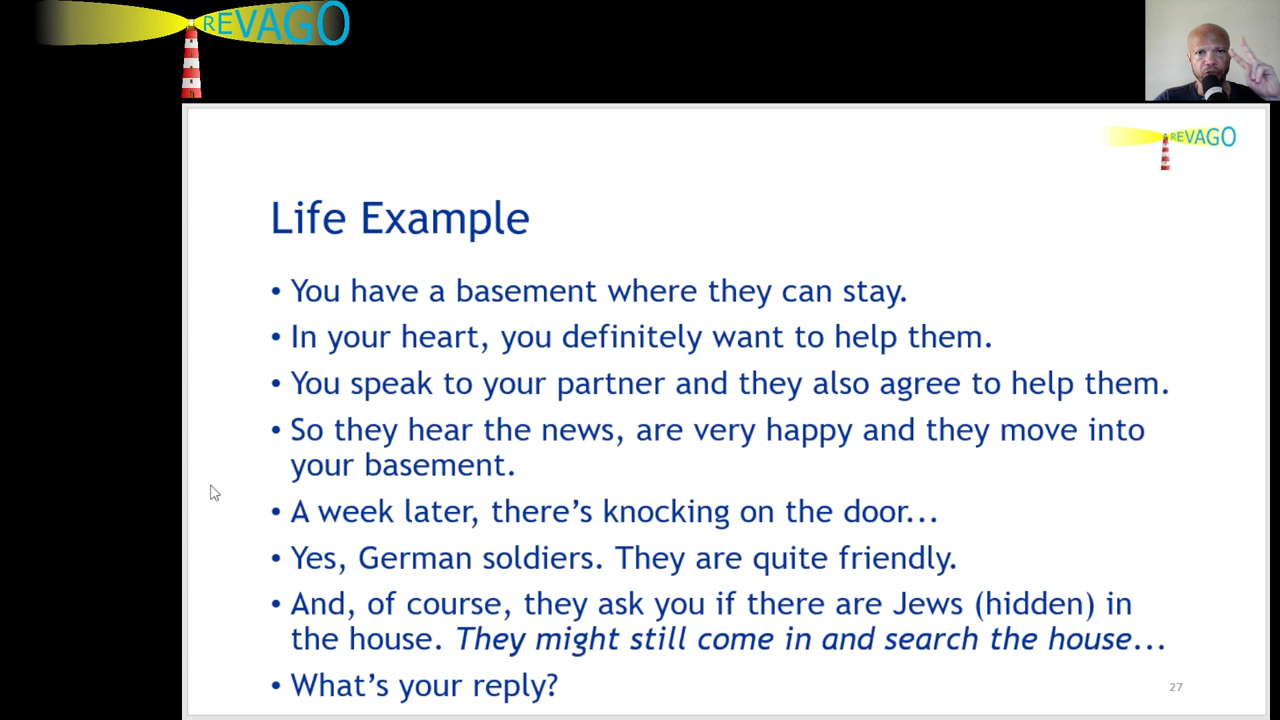 REVAGO
REVAGO
Life Example
• You have a basement where they can stay.
• In your heart, you definitely want to help them.
• You speak to your partner and they also agree to help them.
• So they hear the news, are very happy and they move into
your basement.
• A week later, there’s knocking on the door...
• Yes, German soldiers. They are quite friendly.
• And, of course, they ask you if there are Jews (hidden) in
the house. They might still come in and search the house...
• What’s your reply?
27